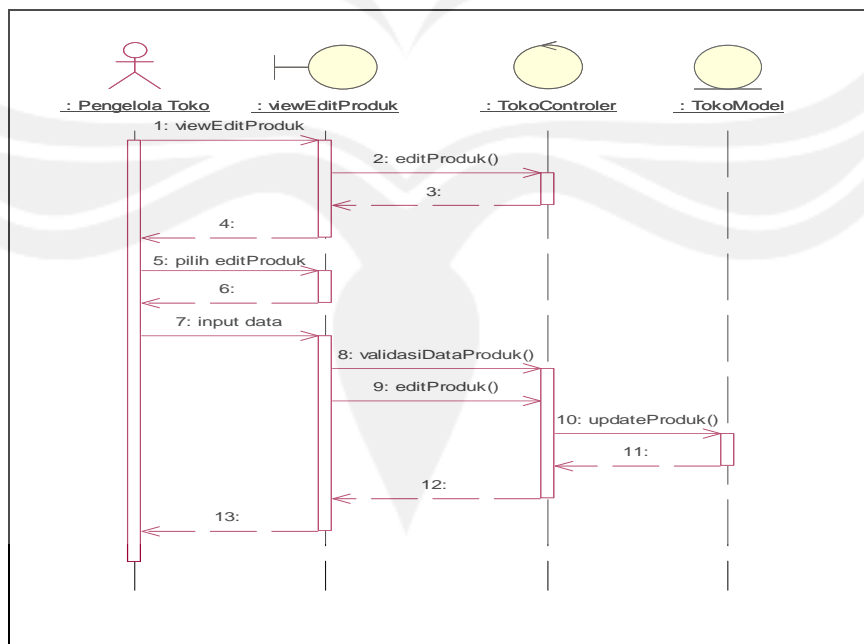 : Pengelola Toko
: viewEditProduk
: TokoControler
: TokoModel
1: viewEditProduk
2: editProduk()
3:
4:
5: pilih editProduk
6:
7: input data
8: validasiDataProduk()
9: editProduk()
10: updateProduk()
11:
12:
13: